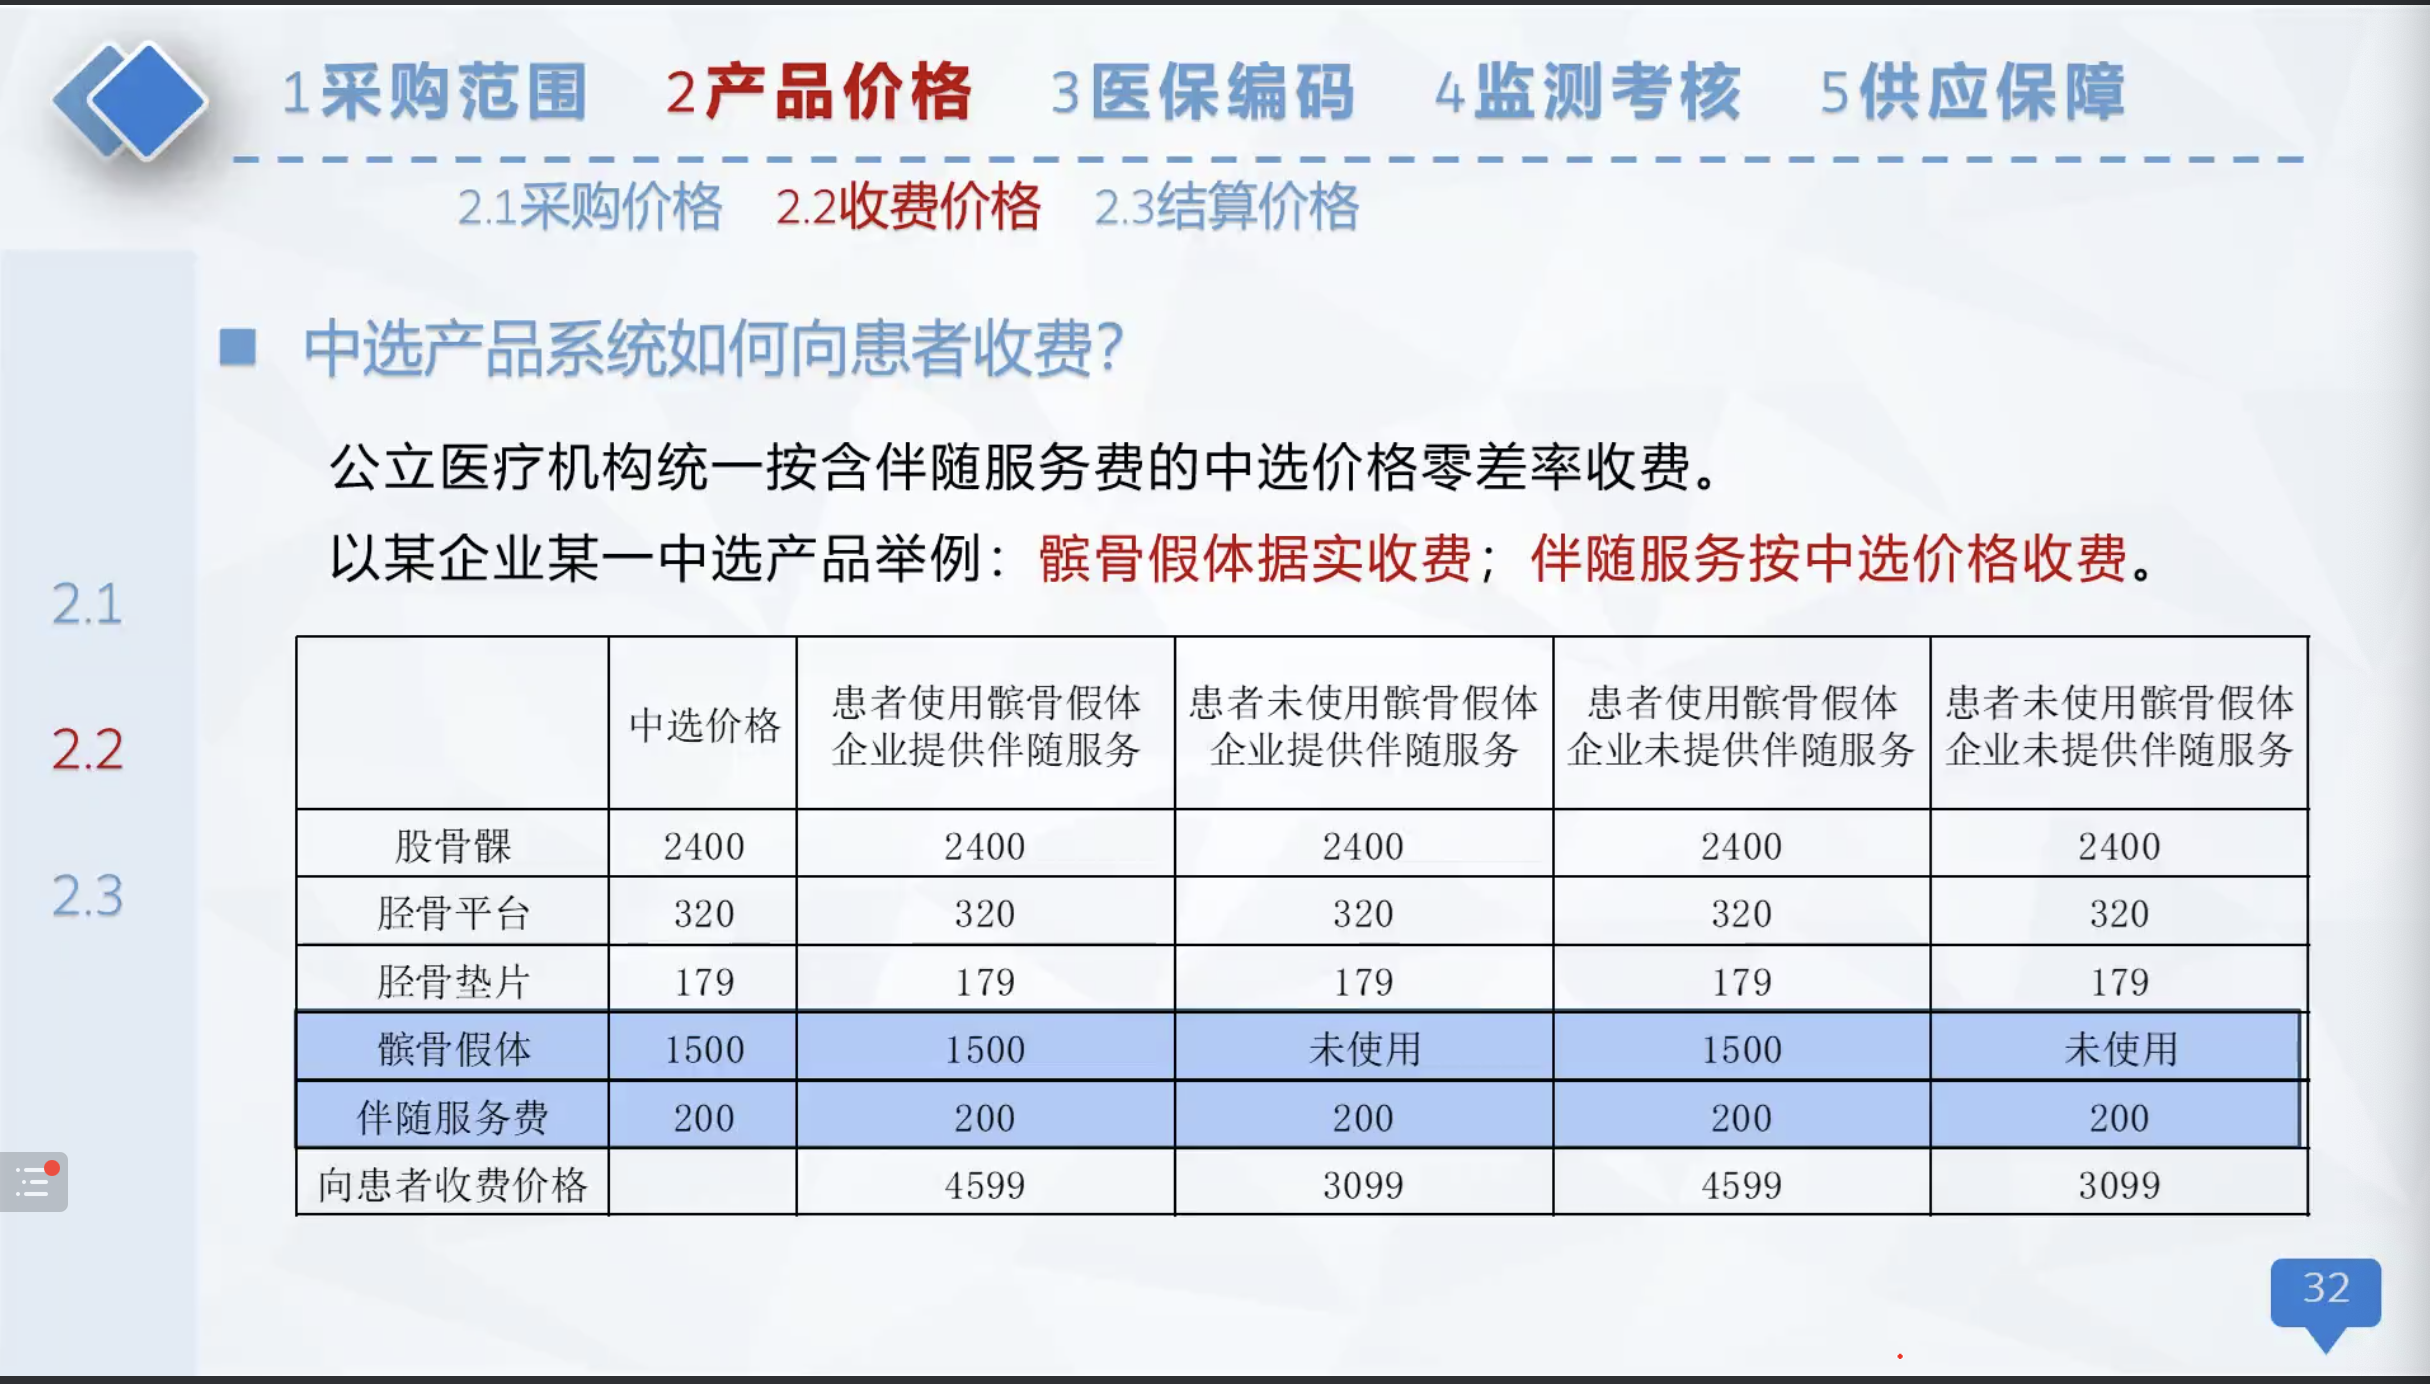 1采购范围 2产品价格 3医保编码 4监测考核 5供应保障
2.1采购价格 2.2收费价格 2.3结算价格
中选产品系统如何向患者收费？
公立医疗机构统一按含伴随服务费的中选价格零差率收费。
以某企业某一中选产品举例：髌骨假体据实收费；伴随服务按中选价格收费。
2.1
2.2
2.3
中选价格 患者使用髌骨假体 企业提供伴随服务 患者未使用髌骨假体 企业提供伴随服务 患者使用髌骨假体 企业未提供伴随服务 患者未使用髌骨假体 企业未提供伴随服务
股骨髁 2400 2400 2400 2400 2400
胫骨平台 320 320 320 320 320
胫骨垫片 179 179 179 179 179
髌骨假体 1500 1500 未使用 1500 未使用
伴随服务费 200 200 200 200 200
向患者收费价格 4599 3099 4599 3099
32